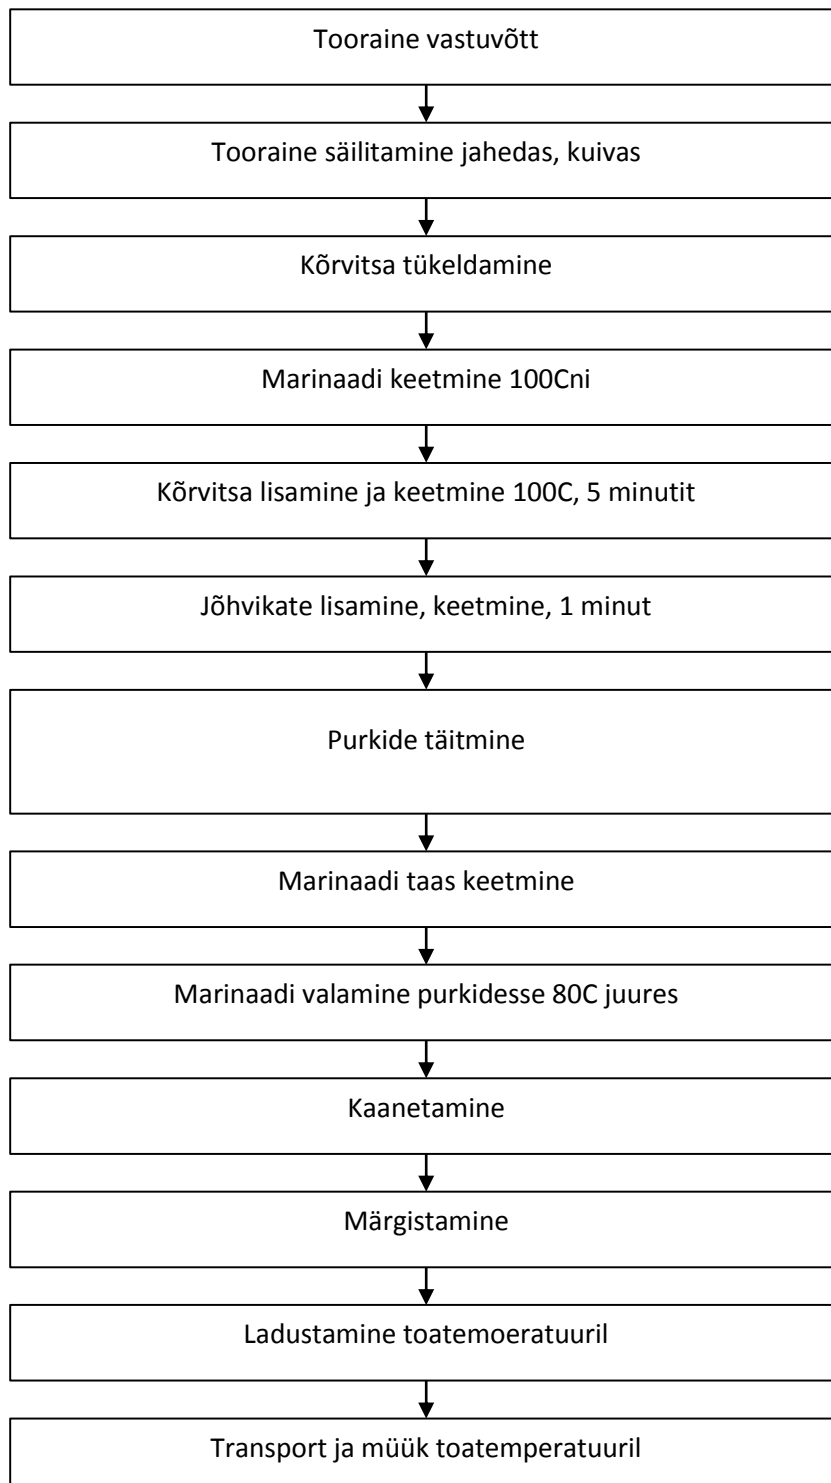 Tooraine vastuvõtt
Tooraine säilitamine jahedas, kuivas
Kõrvitsa tükeldamine
Marinaadi keetmine 100Cni
Kõrvitsa lisamine ja keetmine 100C, 5 minutit
Jõhvikate lisamine, keetmine, 1 minut
Purkide täitmine
Marinaadi taas keetmine
Marinaadi valamine purkidesse 80C juures
Kaanetamine
Märgistamine
Ladustamine toatemoeratuuril
Transport ja müük toatemperatuuril